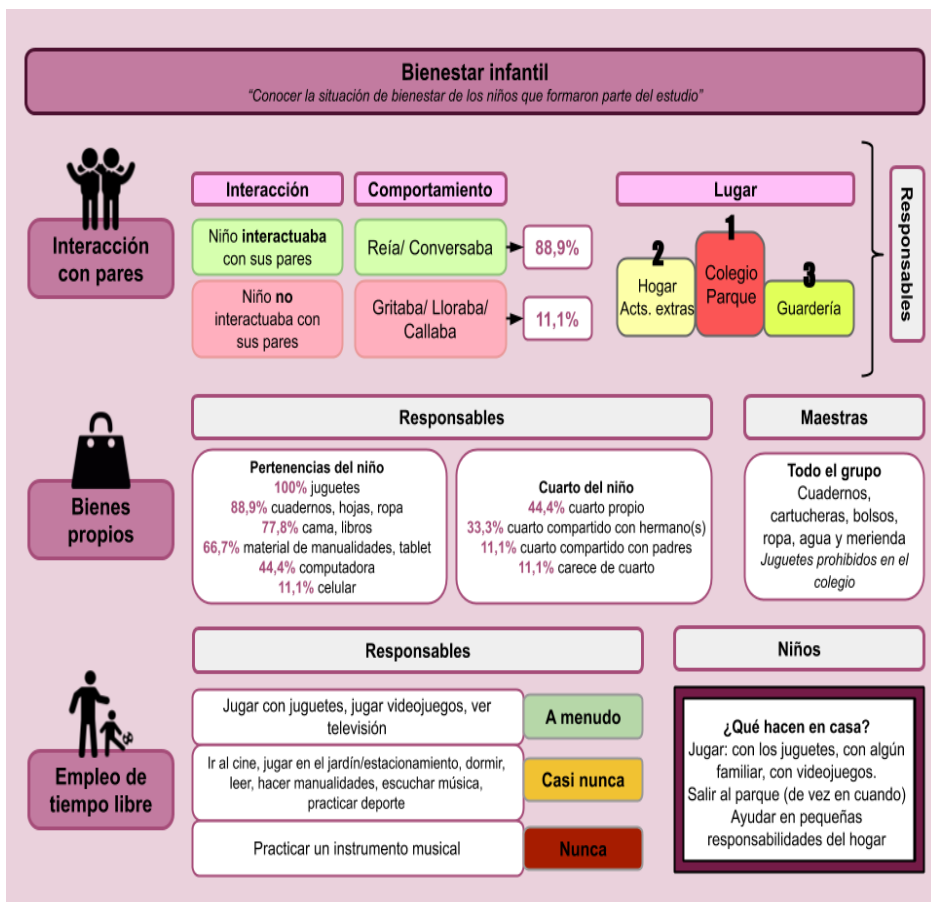 Bienestar infantil
“Conocer la situación de bienestar de los niños que formaron parte del estudio”
Interacción
con pares
Interacción
Comportamiento
Lugar
Niño interactuaba
con sus pares
Reía/ Conversaba
88,9%
Niño no
interactuaba con
sus pares
Gritaba/ Lloraba/
Callaba
11,1%
2
Hogar
Acts. extras
1
Colegio
Parque
3
Guardería
Responsables
Bienes
propios
Responsables
Pertenencias del niño
100% juguetes
88,9% cuadernos, hojas, ropa
77,8% cama, libros
66,7% material de manualidades, tablet
44,4% computadora
11,1% celular
Cuarto del niño
44,4% cuarto propio
33,3% cuarto compartido con hermano(s)
11,1% cuarto compartido con padres
11,1% carece de cuarto
Maestras
Todo el grupo
Cuadernos,
cartucheras, bolsos,
ropa, agua y merienda
Juguetes prohibidos en el
colegio
Empleo de
tiempo libre
Responsables
Jugar con juguetes, jugar videojuegos, ver
televisión
A menudo
Ir al cine, jugar en el jardín/estacionamiento, dormir,
leer, hacer manualidades, escuchar música,
practicar deporte
Casi nunca
Practicar un instrumento musical
Nunca
Niños
¿Qué hacen en casa?
Jugar: con los juguetes, con algún
familiar, con videojuegos.
Salir al parque (de vez en cuando)
Ayudar en pequeñas
responsabilidades del hogar